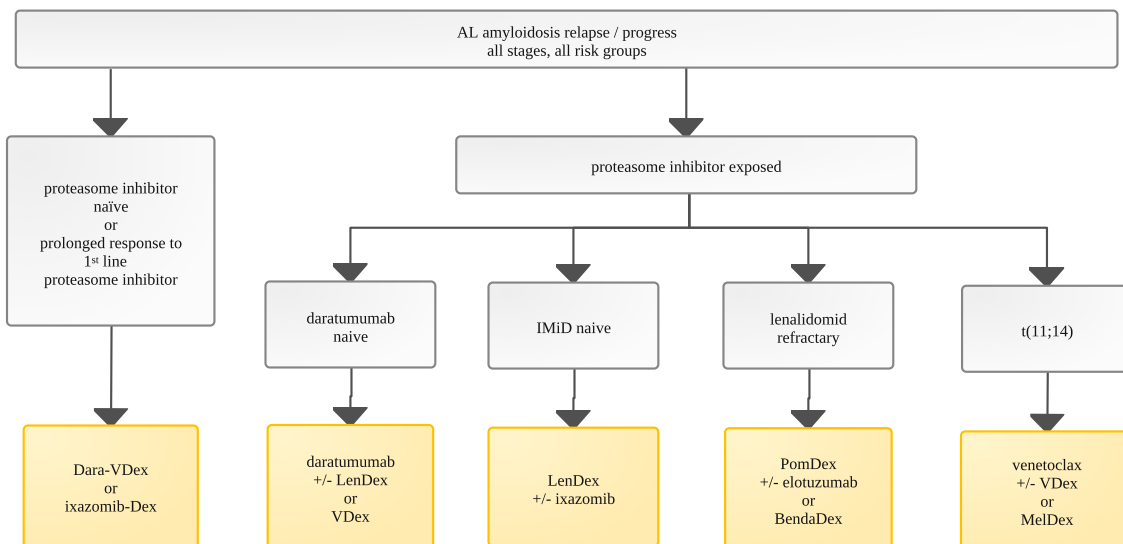 AL amyloidosis relapse / progress
all stages, all risk groups
proteasome inhibitor
naïve
or
prolonged response to
1st line
proteasome inhibitor
proteasome inhibitor exposed
daratumumab
naive
IMiD naive
lenalidomid
refractary
t(11;14)
Dara-VDex
or
ixazomib-Dex
daratumumab
+/- LenDex
or
VDex
LenDex
+/- ixazomib
PomDex
+/- elotuzumab
or
BendaDex
venetoclax
+/- VDex
or
MelDex